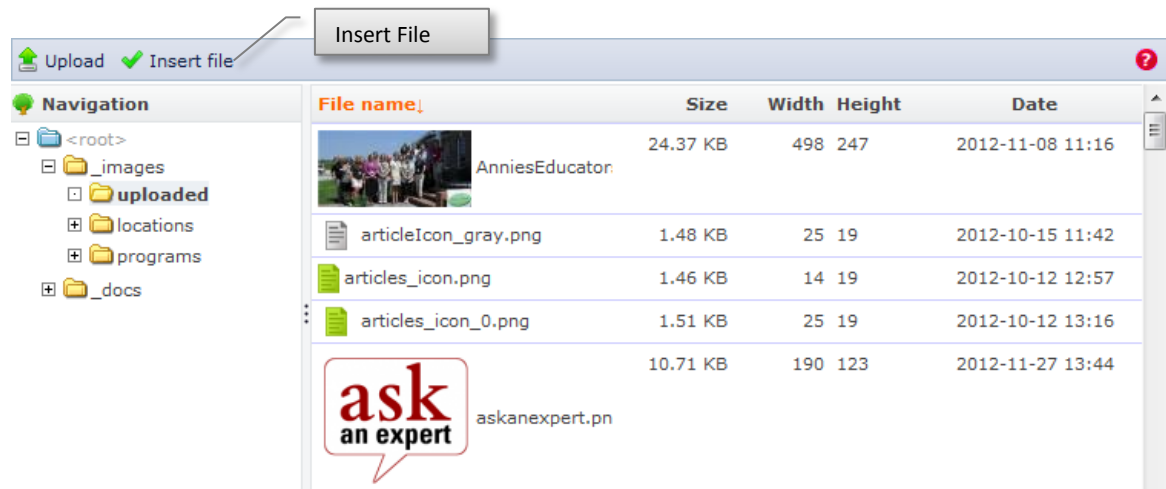 Insert File
Upload Insert file ?
Navigation
<root>
_images
uploaded
locations
programs
_docs
File name↓ Size Width Height Date
AnniesEducator 24.37 KB 498 247 2012-11-08 11:16
articleIcon_gray.png 1.48 KB 25 19 2012-10-15 11:42
articles_icon.png 1.46 KB 14 19 2012-10-12 12:57
articles_icon_0.png 1.51 KB 25 19 2012-10-12 13:16
10.71 KB 190 123 2012-11-27 13:44
ask
an expert
askanexpert.pn